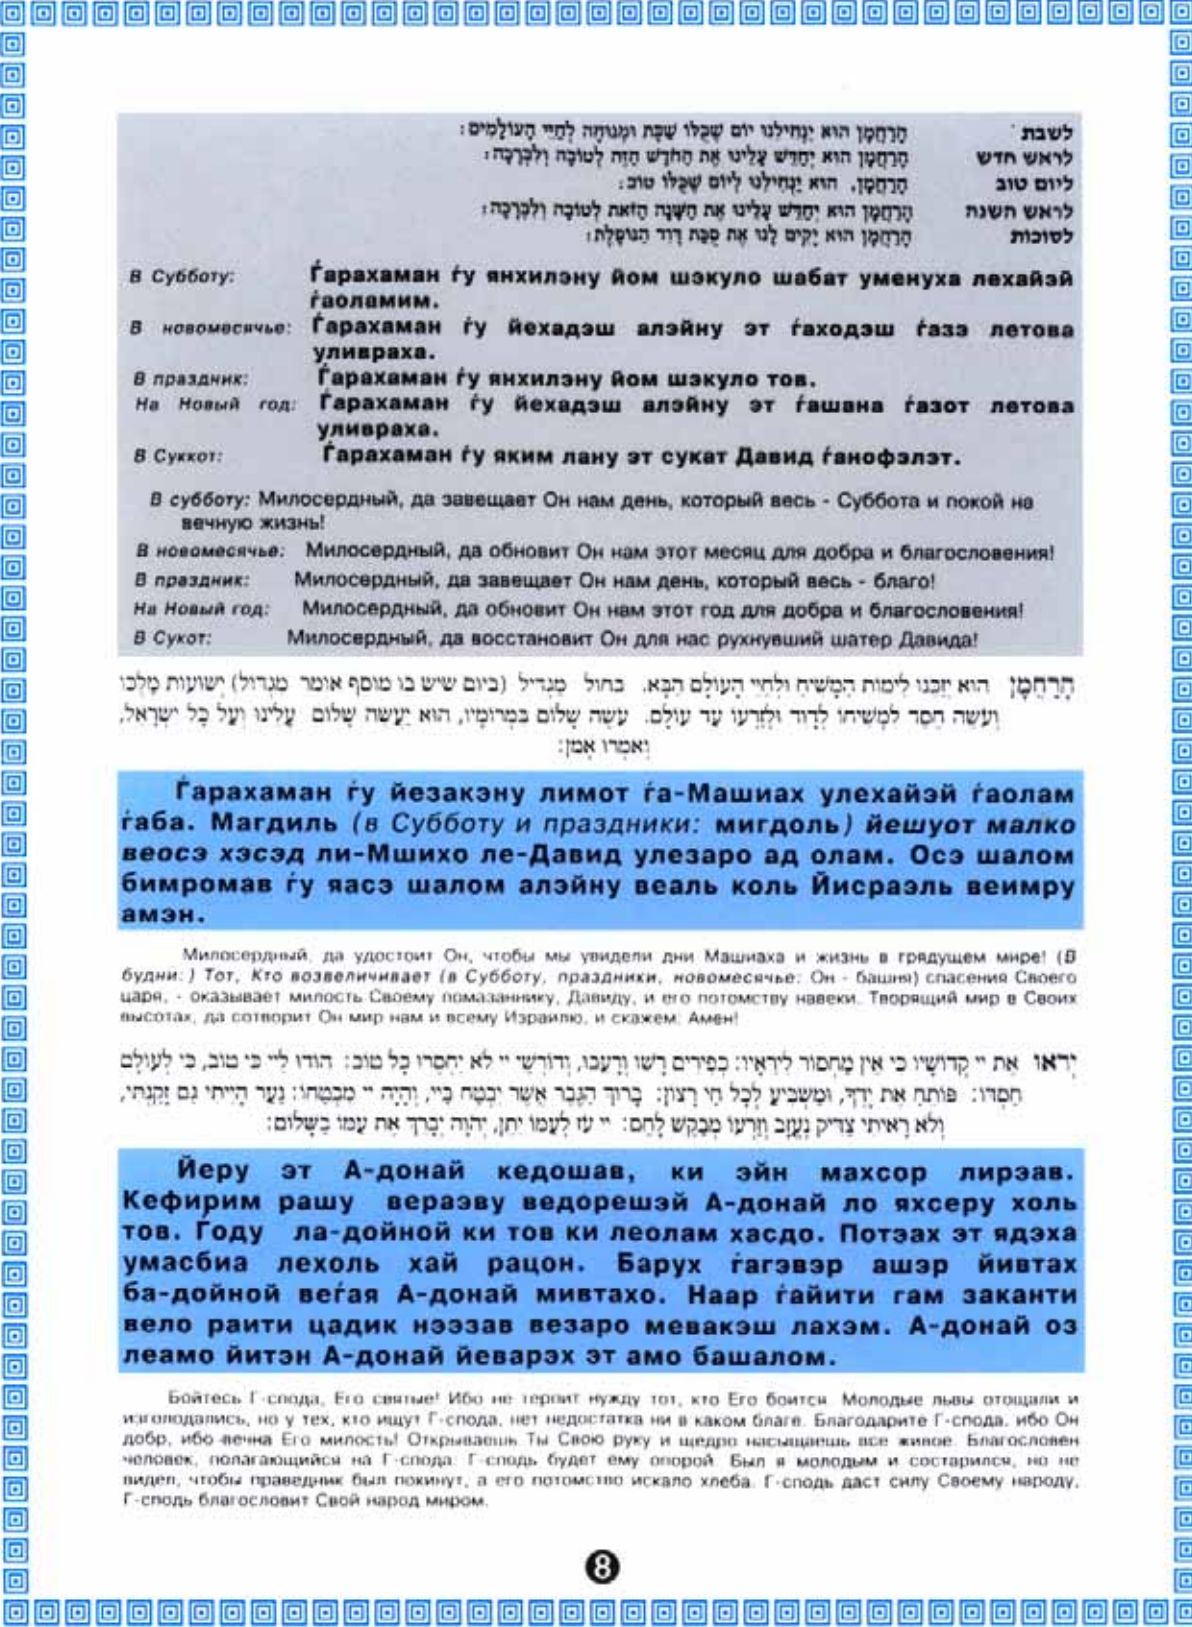 לשבת הָרַחֲמָן הוּא יַנְחִילֵנוּ יוֹם שֶׁכֻּלּוֹ שַׁבָּת וּמְנוּחָה לְחַיֵּי הָעוֹלָמִים:
לראש חדש הָרַחֲמָן הוּא יְחַדֵּשׁ עָלֵינוּ אֶת הַחֹדֶשׁ הַזֶּה לְטוֹבָה וְלִבְרָכָה:
ליום טוב הָרַחֲמָן, הוּא יַנְחִילֵנוּ לְיוֹם שֶׁכֻּלּוֹ טוֹב:
לראש השנה הָרַחֲמָן הוּא יְחַדֵּשׁ עָלֵינוּ אֶת הַשָּׁנָה הַזֹּאת לְטוֹבָה וְלִבְרָכָה:
לסוכות הָרַחֲמָן הוּא יָקִים לָנוּ אֶת סֻכַּת דָּוִד הַנּוֹפֶלֶת:
В Субботу: Ѓарахаман ѓу янхилэну йом шэкуло шабат уменуха лехайэй
ѓаоламим.
В новомесячье: Ѓарахаман ѓу йехадэш алэйну эт ѓаходэш ѓазэ летова
уливраха.
В праздник: Ѓарахаман ѓу янхилэну йом шэкуло тов.
На Новый год: Ѓарахаман ѓу йехадэш алэйну эт ѓашана ѓазот летова
уливраха.
В Суккот: Ѓарахаман ѓу яким лану эт сукат Давид ѓанофэлэт.
В субботу: Милосердный, да завещает Он нам день, который весь - Суббота и покой на
вечную жизнь!
В новомесячье: Милосердный, да обновит Он нам этот месяц для добра и благословения!
В праздник: Милосердный, да завещает Он нам день, который весь - благо!
На Новый год: Милосердный, да обновит Он нам этот год для добра и благословения!
В Сукот: Милосердный, да восстановит Он для нас рухнувший шатер Давида!
הָרַחֲמָן הוּא יְזַכֵּנוּ לִימוֹת הַמָּשִׁיחַ וּלְחַיֵּי הָעוֹלָם הַבָּא. בחול מַגְדִּיל (ביום שיש בו מוסף אומר מגדול) יְשׁוּעוֹת מַלְכּוֹ
וְעֹשֶׂה חֶסֶד לִמְשִׁיחוֹ לְדָוִד וּלְזַרְעוֹ עַד עוֹלָם. עֹשֶׂה שָׁלוֹם בִּמְרוֹמָיו, הוּא יַעֲשֶׂה שָׁלוֹם עָלֵינוּ וְעַל כָּל יִשְׂרָאֵל,
וְאִמְרוּ אָמֵן:
Ѓарахаман ѓу йезакэну лимот ѓа-Машиах улехайэй ѓаолам
ѓаба. Магдиль (в Субботу и праздники: мигдоль) йешуот малко
веосэ хэсэд ли-Мшихо ле-Давид улезаро ад олам. Осэ шалом
бимромав ѓу яасэ шалом алэйну веаль коль Йисраэль веимру
амэн.
Милосердный, да удостоит Он, чтобы мы увидели дни Машиаха и жизнь в грядущем мире! (В
будни:) Тот, Кто возвеличивает (в Субботу, праздники, новомесячье: Он - башня) спасения Своего
царя, - оказывает милость Своему помазаннику, Давиду, и его потомству навеки. Творящий мир в Своих
высотах, да сотворит Он мир нам и всему Израилю, и скажем: Амен!
יְראוּ אֶת יי קְדוֹשָׁיו כִּי אֵין מַחְסוֹר לִירֵאָיו: כְּפִירִים רָשׁוּ וְרָעֵבוּ, וְדוֹרְשֵׁי יי לֹא יַחְסְרוּ כָל טוֹב: הוֹדוּ לַיי כִּי טוֹב, כִּי לְעוֹלָם
חַסְדּוֹ: פּוֹתֵחַ אֶת יָדֶךָ, וּמַשְׂבִּיעַ לְכָל חַי רָצוֹן: בָּרוּךְ הַגֶּבֶר אֲשֶׁר יִבְטַח בַּיי, וְהָיָה יי מִבְטַחוֹ: נַעַר הָיִיתִי גַּם זָקַנְתִּי,
וְלֹא רָאִיתִי צַדִּיק נֶעֱזָב וְזַרְעוֹ מְבַקֶּשׁ לָחֶם: יי עֹז לְעַמּוֹ יִתֵּן, יְהֹוָה יְבָרֵךְ אֶת עַמּוֹ בַשָּׁלוֹם:
Йеру эт А-донай кедошав, ки эйн махсор лирэав.
Кефирим рашу вераэву ведорешэй А-донай ло яхсеру холь
тов. Ѓоду ла-дойной ки тов ки леолам хасдо. Потэах эт ядэха
умасбиа лехоль хай рацон. Барух ѓагэвэр ашэр йивтах
ба-дойной веѓая А-донай мивтахо. Наар ѓайити гам заканти
вело раити цадик нээзав везаро мевакэш лахэм. А-донай оз
леамо йитэн А-донай йеварэх эт амо башалом.
Бойтесь Г-спода, Его святые! Ибо не терпит нужду тот, кто Его боится. Молодые львы отощали и
изголодались, но у тех, кто ищут Г-спода, нет недостатка ни в каком благе. Благодарите Г-спода, ибо Он
добр, ибо вечна Его милость! Открываешь Ты Свою руку и щедро насыщаешь все живое. Благословен
человек, полагающийся на Г-спода. Г-сподь будет ему опорой. Был я молодым и состарился, но не
видел, чтобы праведник был покинут, а его потомство искало хлеба. Г-сподь даст силу Своему народу,
Г-сподь благословит Свой народ миром.
8